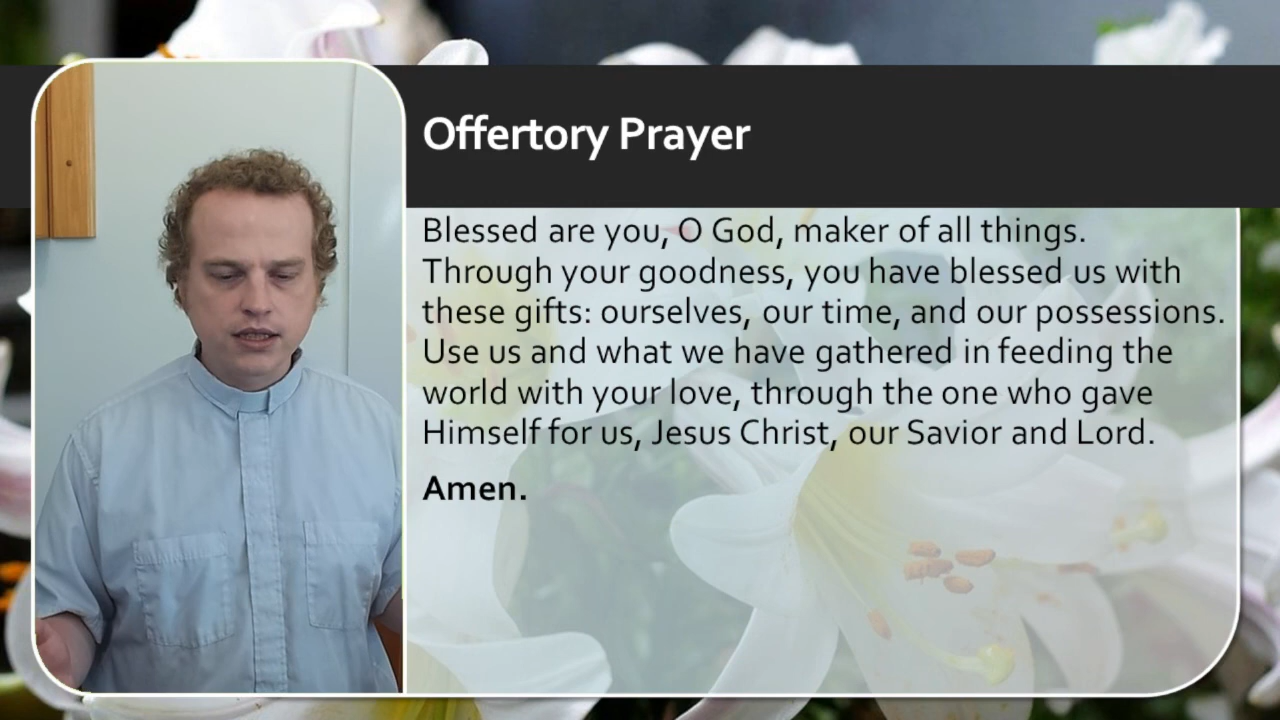 Offertory Prayer
Blessed are you, O God, maker of all things.
Through your goodness, you have blessed us with
these gifts: ourselves, our time, and our possessions.
Use us and what we have gathered in feeding the
world with your love, through the one who gave
Himself for us, Jesus Christ, our Savior and Lord.
Amen.